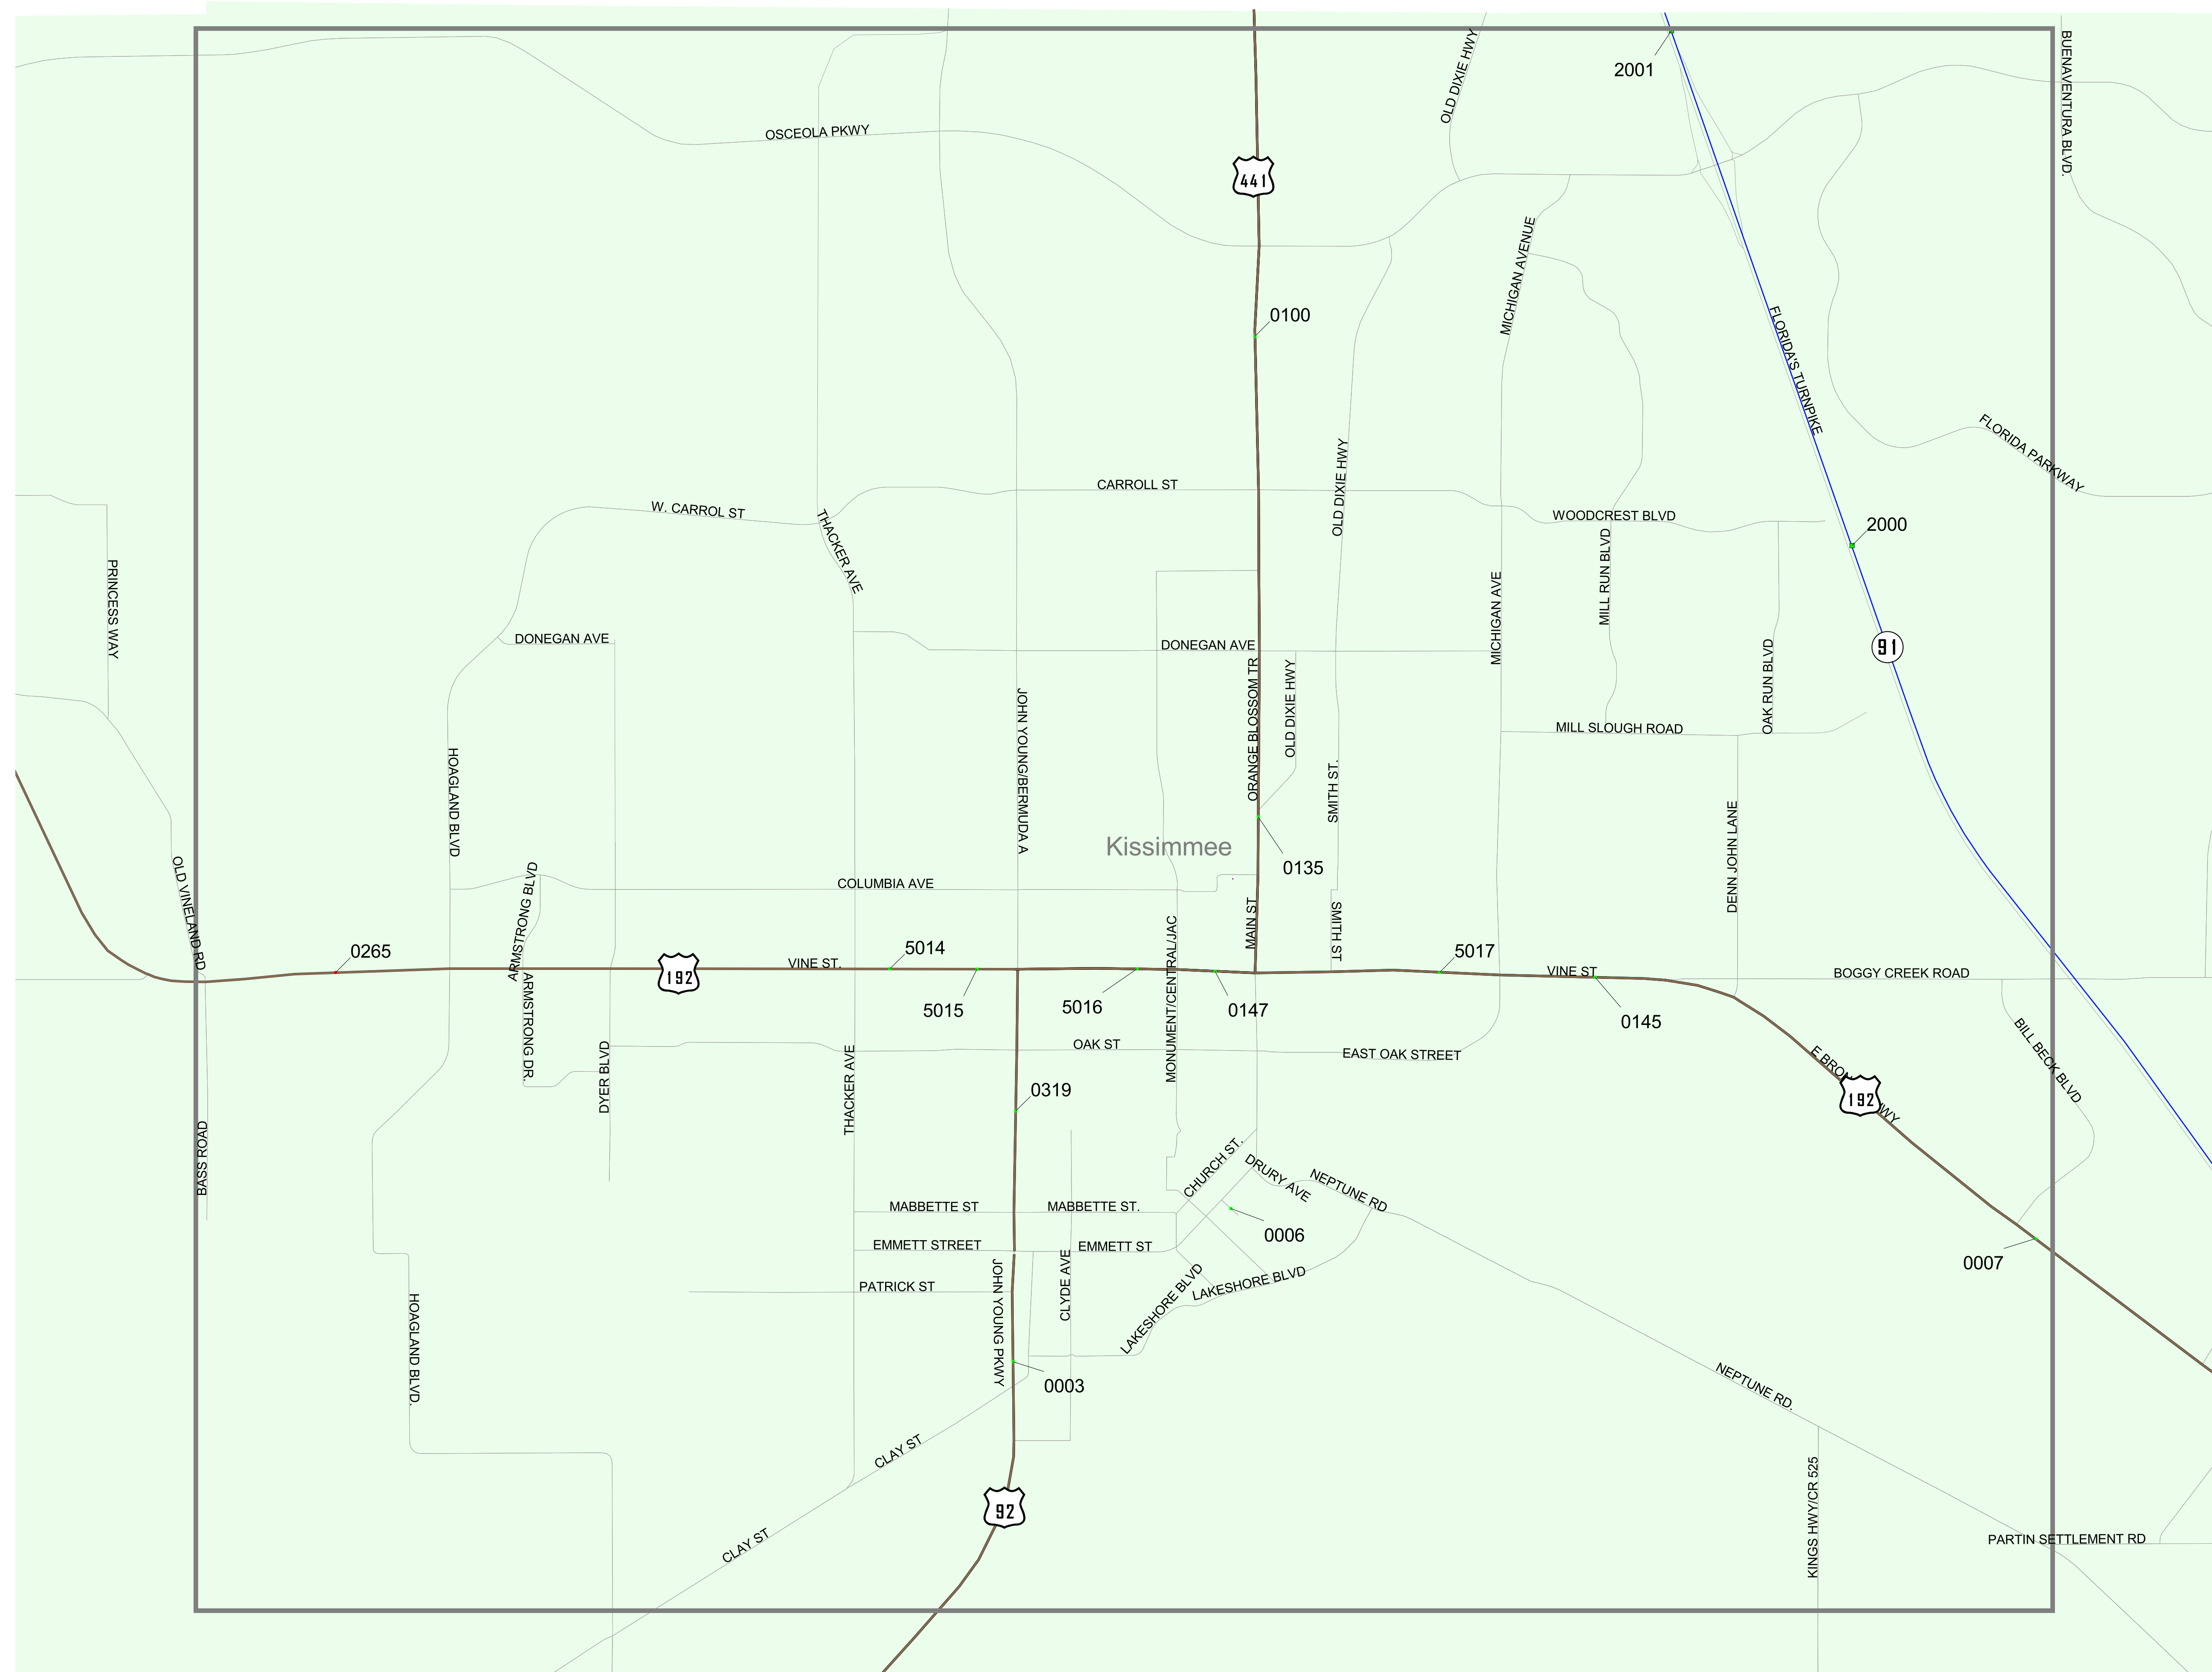 OLD DIXIE HWY
BUENAVENTURA BLVD.
2001
OSCEOLA PKWY
441
MICHIGAN AVENUE
0100
FLORIDA'S TURNPIKE
FLORIDA PARKWAY
OLD DIXIE HWY
CARROLL ST
W. CARROL ST
THACKER AVE
WOODCREST BLVD
2000
MILL RUN BLVD
PRINCESS WAY
MICHIGAN AVE
DONEGAN AVE
DONEGAN AVE
91
ORANGE BLOSSOM TR
OLD DIXIE HWY
OAK RUN BLVD
JOHN YOUNG/BERMUDA A
MILL SLOUGH ROAD
HOAGLAND BLVD
SMITH ST.
DENN JOHN LANE
Kissimmee
0135
OLD VINELAND RD
ARMSTRONG BLVD
COLUMBIA AVE
MAIN ST
SMITH ST
MONUMENT/CENTRAL/JAC
0265
5014
5017
VINE ST.
192
VINE ST
BOGGY CREEK ROAD
ARMSTRONG DR.
5015
5016
0147
0145
BILL BECK BLVD
OAK ST
EAST OAK STREET
DYER BLVD
THACKER AVE
E BRON
WY
192
0319
BASS ROAD
CHURCH ST.
DRURY AVE
NEPTUNE RD
MABBETTE ST
MABBETTE ST.
0006
EMMETT STREET
EMMETT ST
0007
CLYDE AVE
JOHN YOUNG PKWY
PATRICK ST
LAKESHORE BLVD
LAKESHORE BLVD
HOAGLAND BLVD.
0003
NEPTUNE RD.
CLAY ST
KINGS HWY/CR 525
92
CLAY ST
PARTIN SETTLEMENT RD